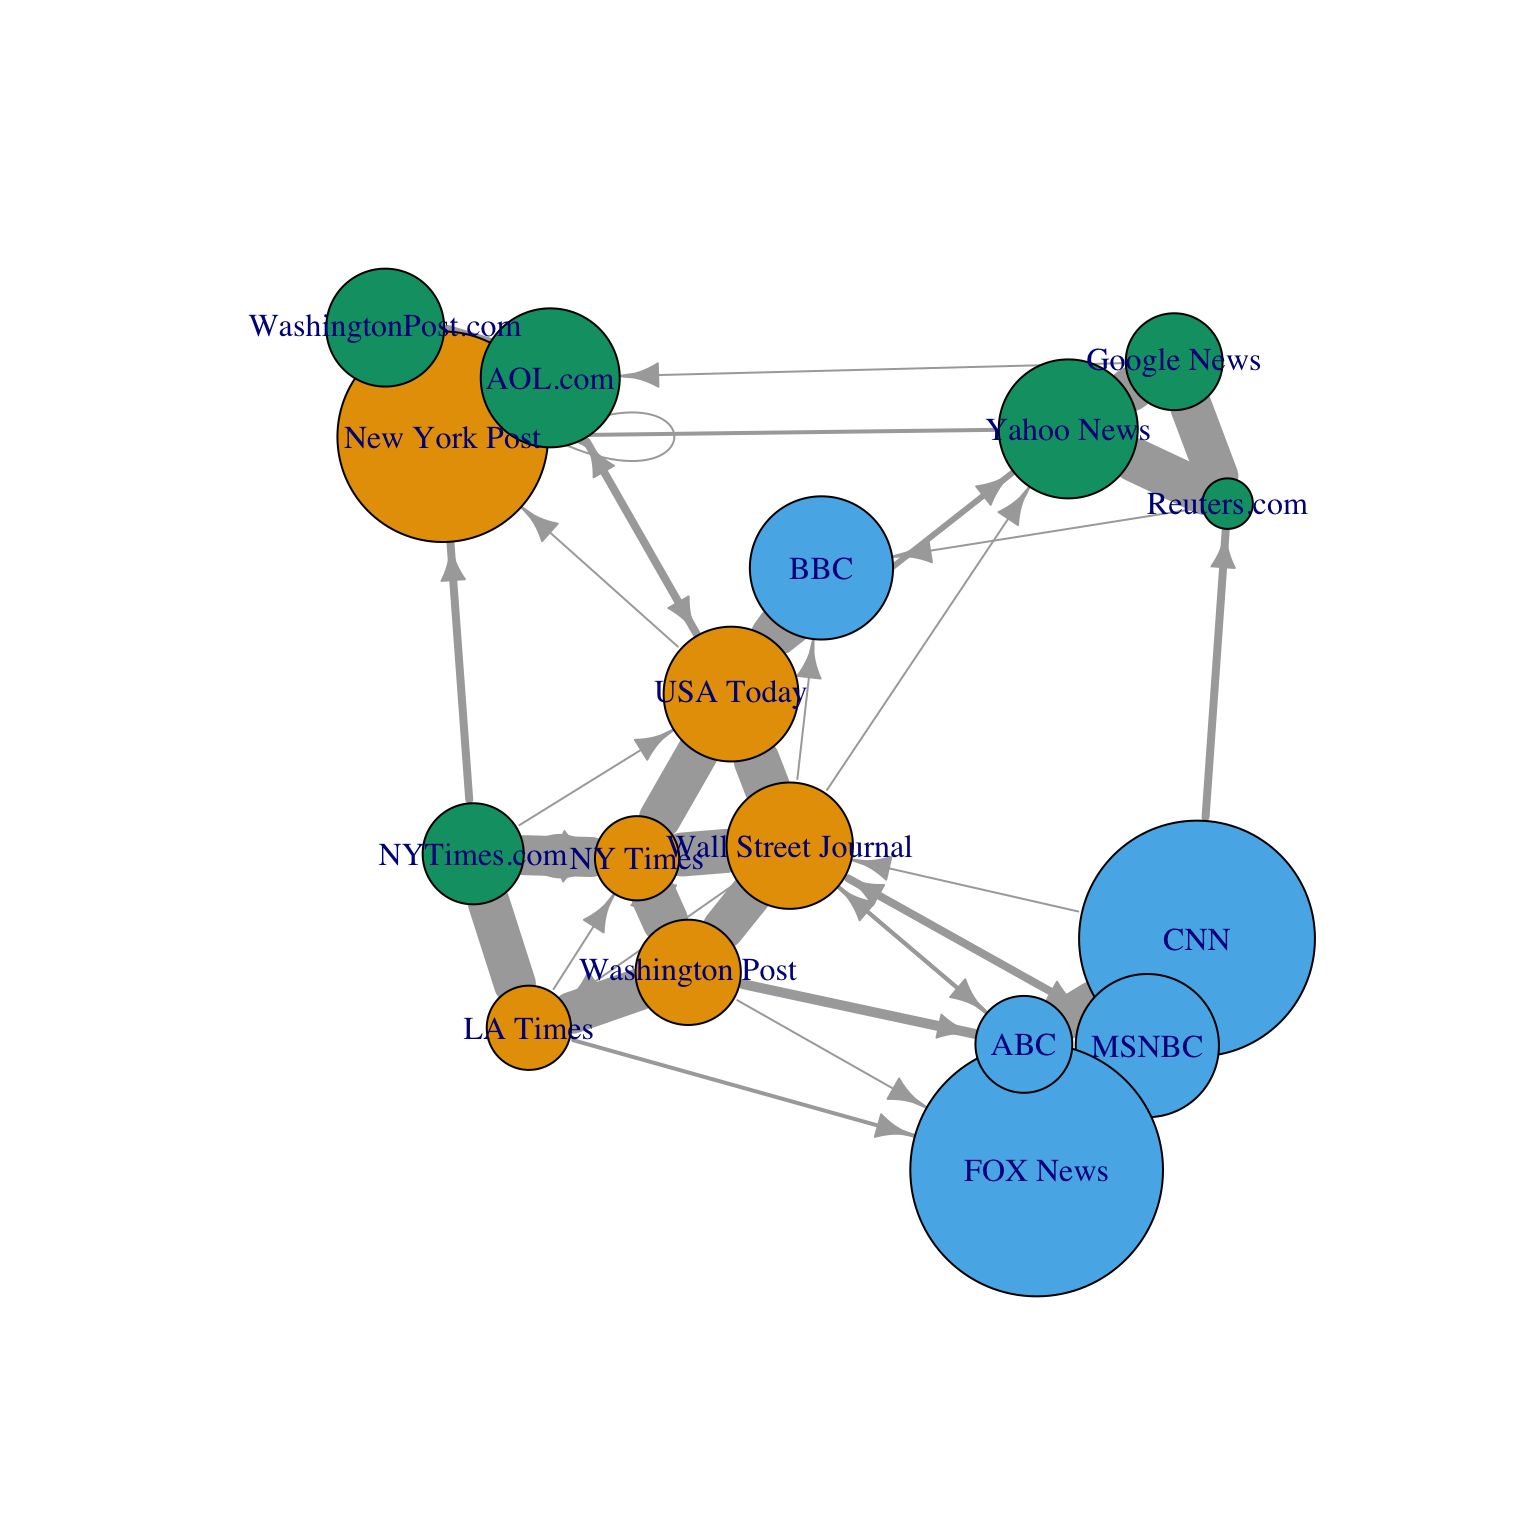 WashingtonPost.com
Google News
AOL.com
Yahoo News
New York Post
Reuters.com
BBC
USA Today
Wall Street Journal
NYTimes.com
NY Times
CNN
Washington Post
LA Times
ABC
MSNBC
FOX News